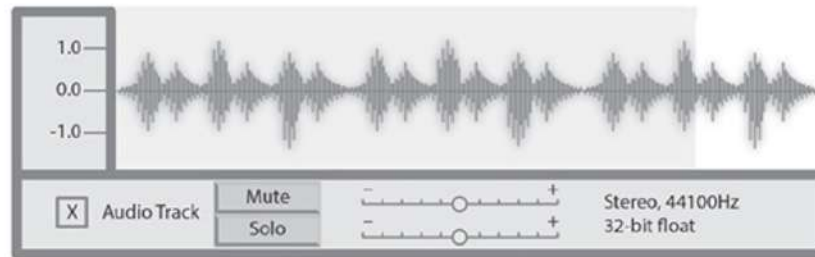 1.0
0.0
-1.0
X Audio Track
Mute
Solo
- +
- +
Stereo, 44100Hz
32-bit float